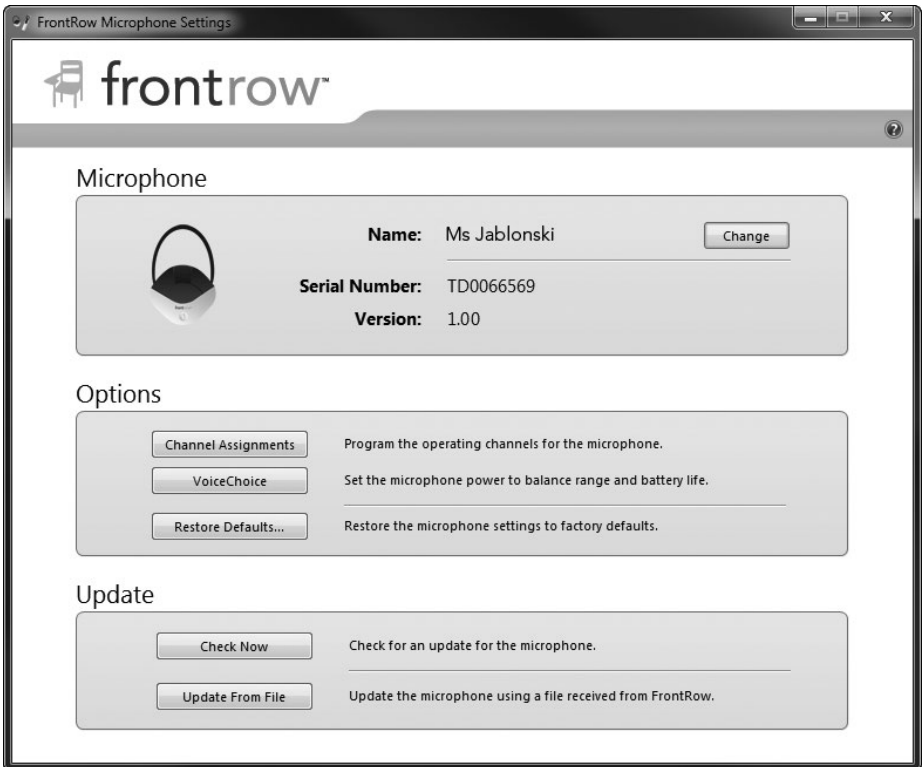 FrontRow Microphone Settings
frontrow™
Microphone
Name: Ms Jablonski Change
Serial Number: TD0066569
Version: 1.00
Options
Channel Assignments Program the operating channels for the microphone.
VoiceChoice Set the microphone power to balance range and battery life.
Restore Defaults... Restore the microphone settings to factory defaults.
Update
Check Now Check for an update for the microphone.
Update From File Update the microphone using a file received from FrontRow.